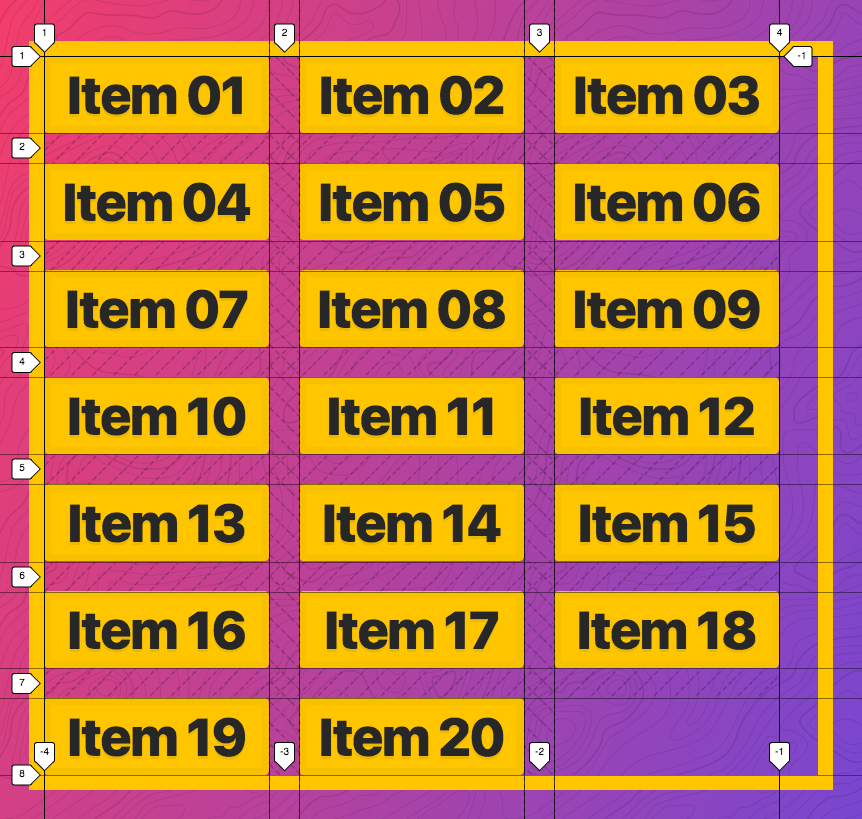 1 2 3 4
1 -1
Item 01 Item 02 Item 03
2
Item 04 Item 05 Item 06
3
Item 07 Item 08 Item 09
4
Item 10 Item 11 Item 12
5
Item 13 Item 14 Item 15
6
Item 16 Item 17 Item 18
7
Item 19 Item 20
-4 -3 -2 -1
8